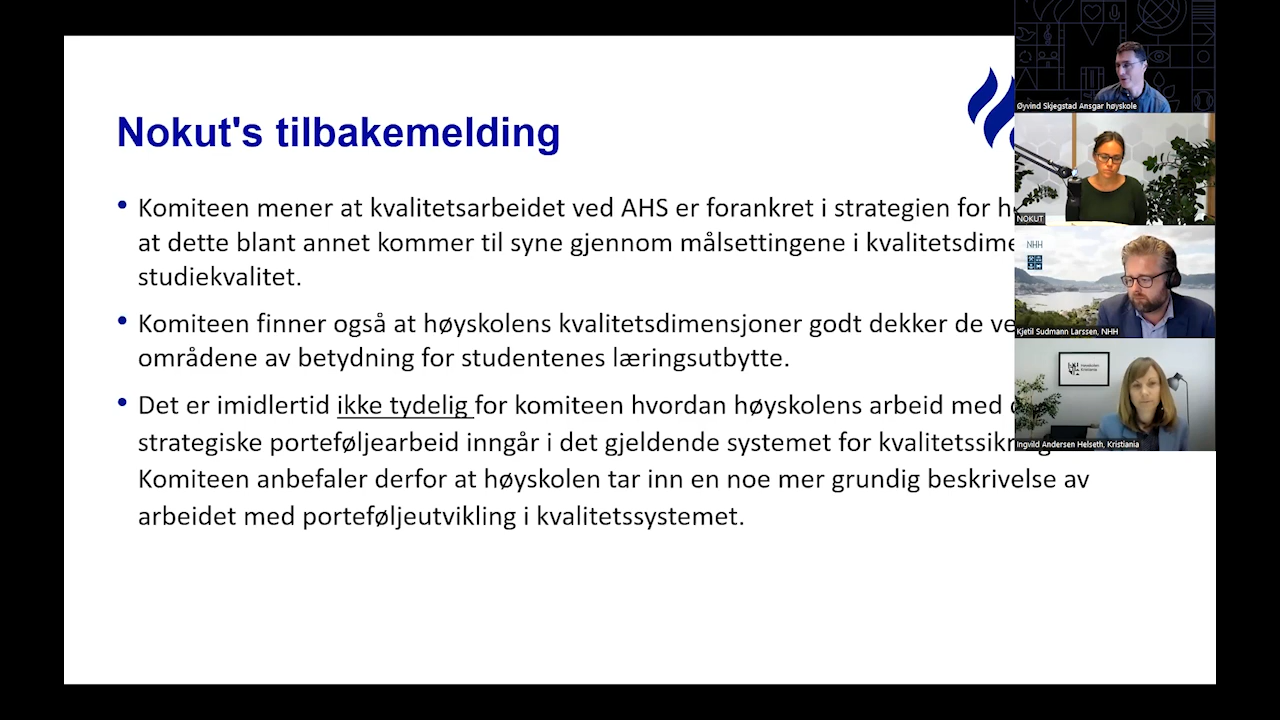 Nokut's tilbakemelding
• Komiteen mener at kvalitetsarbeidet ved AHS er forankret i strategien for
at dette blant annet kommer til syne gjennom målsettingene i
studiekvalitet.
• Komiteen finner også at høyskolens kvalitetsdimensjoner godt dekker de
områdene av betydning for studentenes læringsutbytte.
• Det er imidlertid ikke tydelig for komiteen hvordan høyskolens arbeid med
strategiske porteføljearbeid inngår i det gjeldende systemet for
Komiteen anbefaler derfor at høyskolen tar inn en noe mer grundig beskrivelse av
arbeidet med porteføljeutvikling i kvalitetssystemet.
Øyvind Skjegstad Ansgar høyskole
NOKUT
NHH
Kjetil Sudmann Larssen, NHH
Ingvild Andersen Helseth, Kristiania